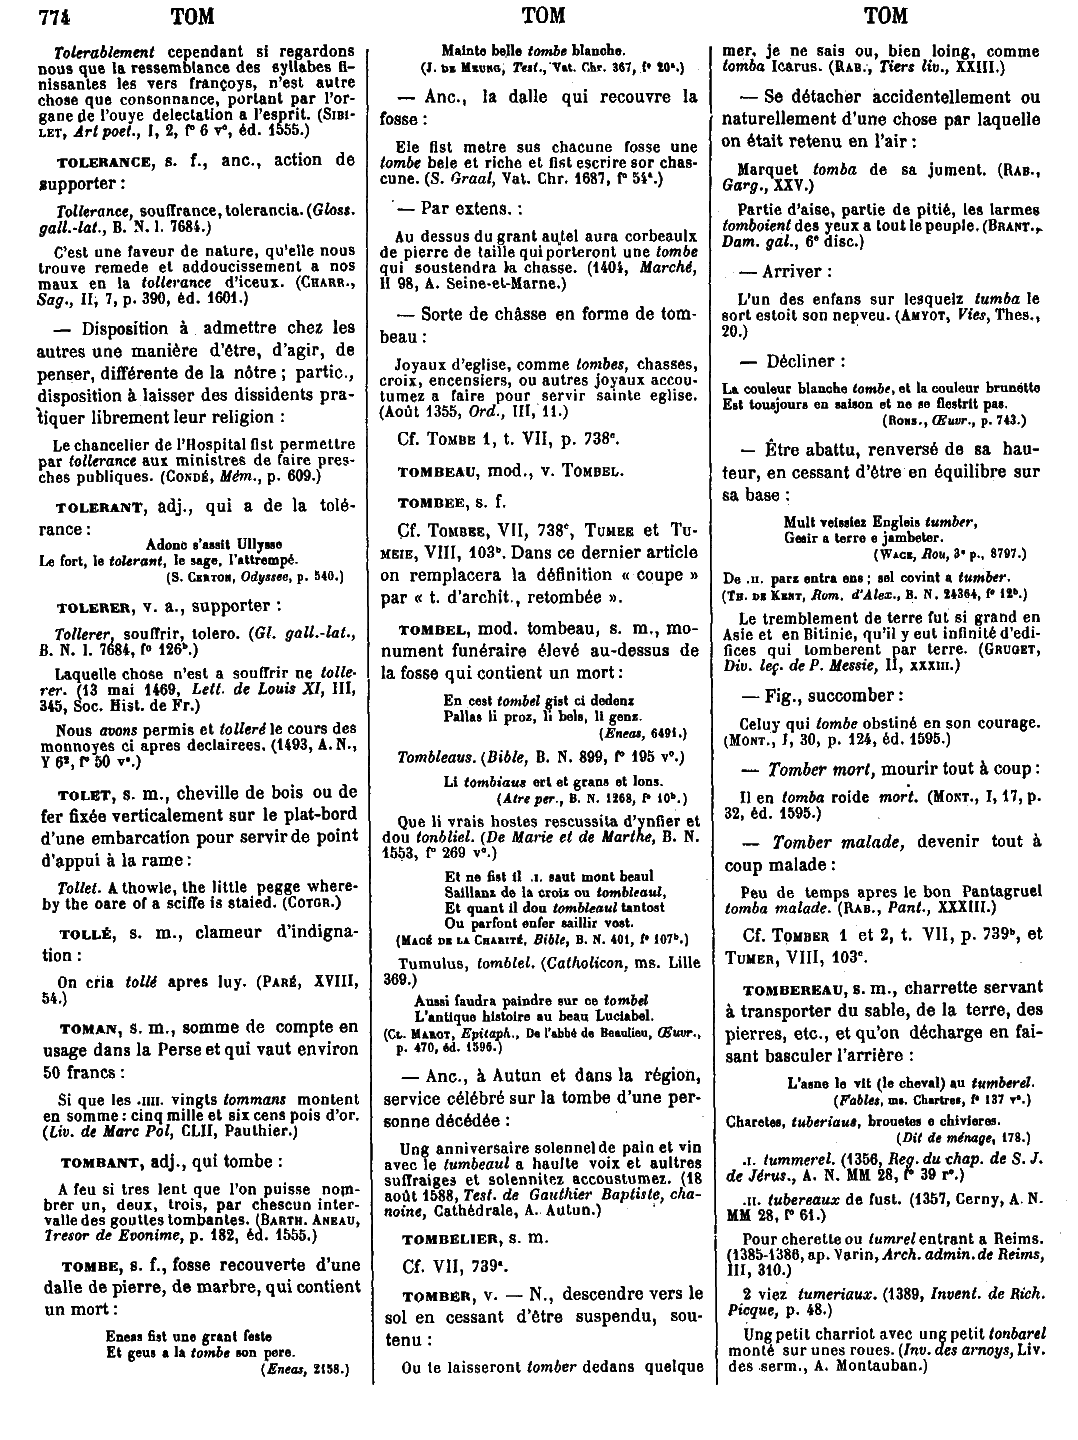 774 TOM TOM TOM
Tolerablement cependant si regardons
nous que la ressemblance des syllabes fi-
nissantes les vers françoys, n'est autre
chose que consonnance, portant par l'or-
gane de l'ouye delectation a l'esprit. (SIBI-
LET, Art poet., I, 2, f° 6 v°, éd. 1555.)
TOLERANCE, s. f., anc., action de
supporter :
Tollerance, souffrance, tolerancia. (Gloss.
gall.-lat., B. N. l. 7684.)
C'est une faveur de nature, qu'elle nous
trouve remede et addoucissement a nos
maux en la tollerance d'iceux. (CHARR.,
Sag., II, 7, p. 390, éd. 1601.)
— Disposition à admettre chez les
autres une manière d'être, d'agir, de
penser, différente de la nôtre ; partic.,
disposition à laisser des dissidents pra-
tiquer librement leur religion :
Le chancelier de l'Hospital fist permettre
par tollerance aux ministres de faire pres-
ches publiques. (CONDÉ, Mém., p. 609.)
TOLERANT, adj., qui a de la tolé-
rance :
Adonc s'assit Ullysse
Le fort, le tolerant, le sage, l'attrempé.
(S. CERTON, Odyssee, p. 540.)
TOLERER, v. a., supporter :
Tollerer, souffrir, tolero. (Gl. gall.-lat.,
B. N. l. 7684, f° 126ᵇ.)
Laquelle chose n'est a souffrir ne tolle-
rer. (13 mai 1469, Lett. de Louis XI, III,
345, Soc. Hist. de Fr.)
Nous avons permis et tolleré le cours des
monnoyes ci apres declairees. (1493, A. N.,
Y 6², f° 50 v°.)
TOLET, s. m., cheville de bois ou de
fer fixée verticalement sur le plat-bord
d'une embarcation pour servir de point
d'appui à la rame :
Tollet. A thowle, the little pegge where-
by the oare of a sciffe is staied. (COTGR.)
TOLLÉ, s. m., clameur d'indigna-
tion :
On cria tollé apres luy. (PARÉ, XVIII,
54.)
TOMAN, s. m., somme de compte en
usage dans la Perse et qui vaut environ
50 francs :
Si que les .IIII. vingts tommans montent
en somme : cinq mille et six cens pois d'or.
(Liv. de Marc Pol, CLII, Pauthier.)
TOMBANT, adj., qui tombe :
A feu si tres lent que l'on puisse nom-
brer un, deux, trois, par chescun inter-
valle des gouttes tombantes. (BARTH. ANEAU,
Tresor de Evonime, p. 182, éd. 1555.)
TOMBE, s. f., fosse recouverte d'une
dalle de pierre, de marbre, qui contient
un mort :
Eneas fist une grant feste
Et geus a la tombe son pere.
(Eneas, 2158.)
Mainte belle tombe blanche.
(J. DE MEUNG, Test., Vat. Chr. 367, f° 20ᵃ.)
— Anc., la dalle qui recouvre la
fosse :
Ele fist metre sus chacune fosse une
tombe bele et riche et fist escrire sor chas-
cune. (S. Graal, Vat. Chr. 1687, f° 54ᵃ.)
— Par extens. :
Au dessus du grant autel aura corbeaulx
de pierre de taille qui porteront une tombe
qui soustendra la chasse. (1404, Marché,
H 98, A. Seine-et-Marne.)
— Sorte de châsse en forme de tom-
beau :
Joyaux d'eglise, comme tombes, chasses,
croix, encensiers, ou autres joyaux accou-
tumez a faire pour servir sainte eglise.
(Août 1355, Ord., III, 11.)
Cf. TOMBE 1, t. VII, p. 738ᶜ.
TOMBEAU, mod., v. TOMBEL.
TOMBEE, s. f.
Cf. TOMBEE, VII, 738ᶜ, TUMEE et TU-
MEIE, VIII, 103ᵇ. Dans ce dernier article
on remplacera la définition « coupe »
par « t. d'archit., retombée ».
TOMBEL, mod. tombeau, s. m., mo-
nument funéraire élevé au-dessus de
la fosse qui contient un mort :
En cest tombel gist ci dedenz
Pallas li proz, li bels, li genz.
(Eneas, 6491.)
Tombleaus. (Bible, B. N. 899, f° 195 v°.)
Li tombiaus ert et grans et lons.
(Atre per., B. N. 1268, f° 10ᵇ.)
Que li vrais hostes rescussita d'ynfier et
dou tonbliel. (De Marie et de Marthe, B. N.
1553, f° 269 v°.)
Et ne fist il .I. saut mont beaul
Saillanz de la croiz ou tombleaul,
Et quant il dou tombleaul tantost
Ou parfont enfer saillir vost.
(MACÉ DE LA CHARITÉ, Bible, B. N. 401, f° 107ᵇ.)
Tumulus, tomblel. (Catholicon, ms. Lille
369.)
Aussi faudra paindre sur ce tombel
L'antique histoire au beau Luciabel.
(CL. MAROT, Epitaph., De l'abbé de Beaulieu, Œuvr.,
p. 470, éd. 1596.)
— Anc., à Autun et dans la région,
service célébré sur la tombe d'une per-
sonne décédée :
Ung anniversaire solennel de pain et vin
avec le tumbeaul a haulte voix et aultres
suffraiges et solennitez accoustumez. (18
août 1588, Test. de Gauthier Baptiste, cha-
noine, Cathédrale, A. Autun.)
TOMBELIER, s. m.
Cf. VII, 739ᵃ.
TOMBER, v. — N., descendre vers le
sol en cessant d'être suspendu, sou-
tenu :
Ou te laisseront tomber dedans quelque
mer, je ne sais ou, bien loing, comme
tomba Icarus. (RAB., Tiers liv., XXIII.)
— Se détacher accidentellement ou
naturellement d'une chose par laquelle
on était retenu en l'air :
Marquet tomba de sa jument. (RAB.,
Garg., XXV.)
Partie d'aise, partie de pitié, les larmes
tomboient des yeux a tout le peuple. (BRANT.,
Dam. gal., 6ᵉ disc.)
— Arriver :
L'un des enfans sur lesquelz tumba le
sort estoit son nepveu. (AMYOT, Vies, Thes.,
20.)
— Décliner :
La couleur blanche tombe, et la couleur brunette
Est tousjours en saison et ne se flestrit pas.
(RONS., Œuvr., p. 743.)
— Être abattu, renversé de sa hau-
teur, en cessant d'être en équilibre sur
sa base :
Mult veissiez Engleis tumber,
Gesir a terre e jambeter.
(WACE, Rou, 3ᵉ p., 8797.)
De .II. parz entra ens ; sel covint a tumber.
(TH. DE KENT, Rom. d'Alex., B. N. 24364, f° 12ᵇ.)
Le tremblement de terre fut si grand en
Asie et en Bitinie, qu'il y eut infinité d'edi-
fices qui tomberent par terre. (GRUGET,
Div. leç. de P. Messie, II, XXXIII.)
— Fig., succomber :
Celuy qui tombe obstiné en son courage.
(MONT., I, 30, p. 124, éd. 1595.)
— Tomber mort, mourir tout à coup :
Il en tomba roide mort. (MONT., I, 17, p.
32, éd. 1595.)
— Tomber malade, devenir tout à
coup malade :
Peu de temps apres le bon Pantagruel
tomba malade. (RAB., Pant., XXXIII.)
Cf. TOMBER 1 et 2, t. VII, p. 739ᵇ, et
TUMER, VIII, 103ᶜ.
TOMBEREAU, s. m., charrette servant
à transporter du sable, de la terre, des
pierres, etc., et qu'on décharge en fai-
sant basculer l'arrière :
L'asne le vit (le cheval) au tumberel.
(Fables, ms. Chartres, f° 137 v°.)
Charetes, tuberiaus, brouetes e chivieres.
(Dit de ménage, 178.)
.I. tummerel. (1356, Reg. du chap. de S. J.
de Jérus., A. N. MM 28, f° 39 r°.)
.II. tubereaux de fust. (1357, Cerny, A. N.
MM 28, f° 61.)
Pour cherette ou tumrel entrant a Reims.
(1385-1386, ap. Varin, Arch. admin. de Reims,
III, 310.)
2 viez tumeriaux. (1389, Invent. de Rich.
Picque, p. 48.)
Ung petit charriot avec ung petit tonbarel
monté sur unes roues. (Inv. des arnoys, Liv.
des serm., A. Montauban.)